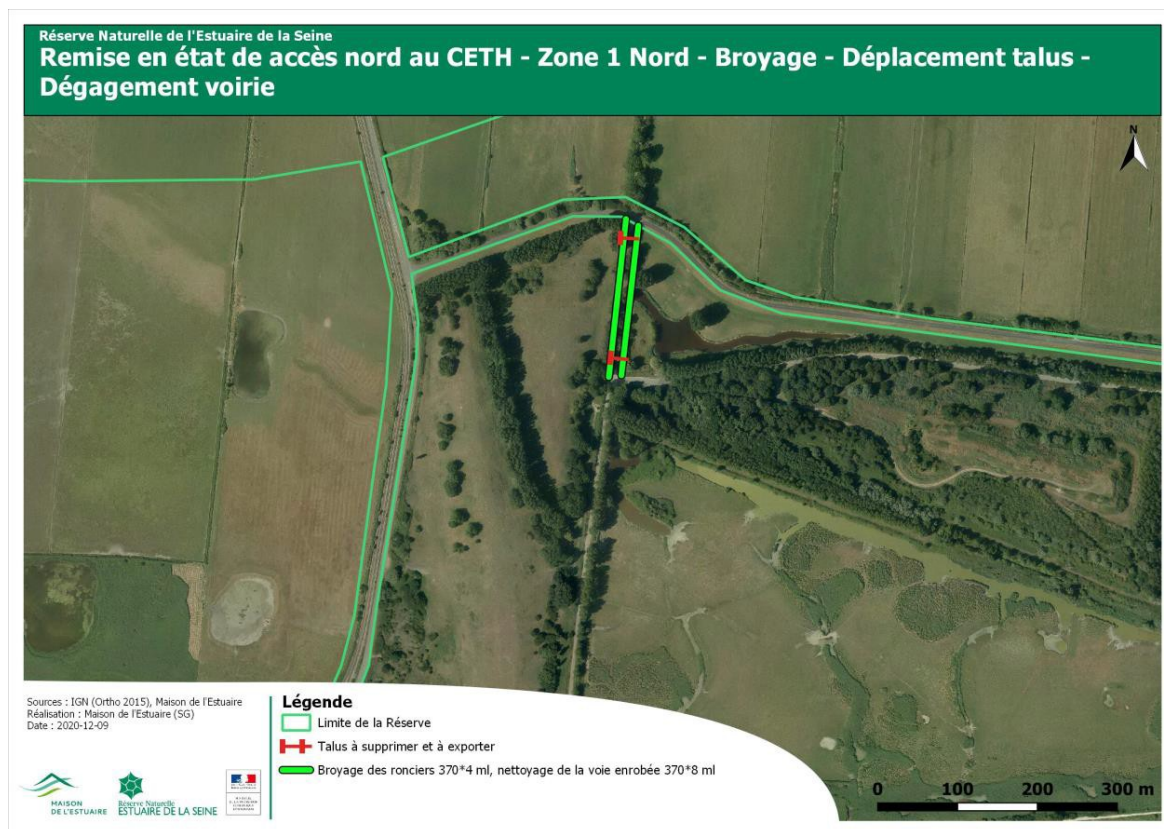 Réserve Naturelle de l'Estuaire de la Seine
Remise en état de accès nord au CETH - Zone 1 Nord - Broyage - Déplacement talus -
Dégagement voirie
N
Sources : IGN (Ortho 2015), Maison de l'Estuaire
Réalisation : Maison de l'Estuaire (SG)
Date : 2020-12-09
Légende
Limite de la Réserve
Talus à supprimer et à exporter
Broyage des ronciers 370*4 ml, nettoyage de la voie enrobée 370*8 ml
MAISON
DE L'ESTUAIRE
Réserve Naturelle
ESTUAIRE DE LA SEINE
0 100 200 300 m